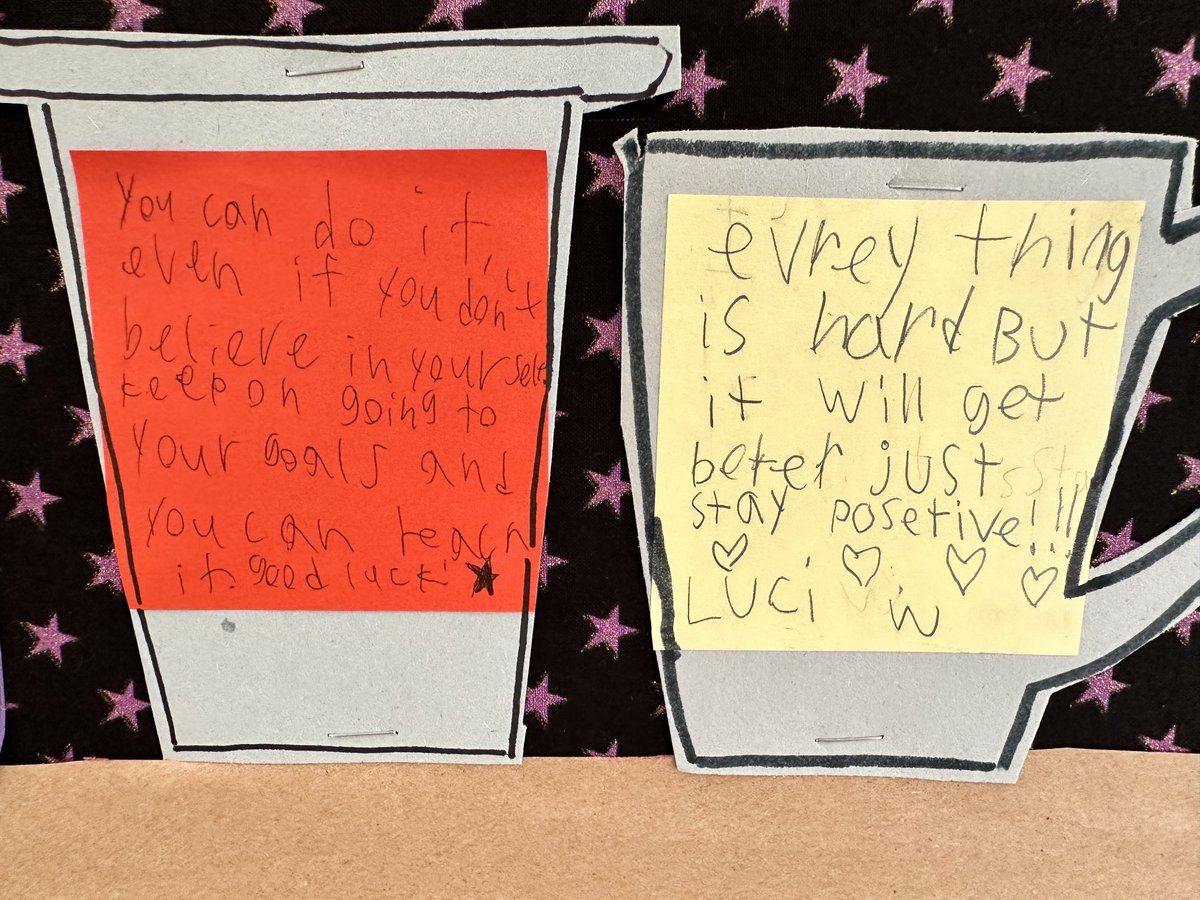 You can do it,
even if you don't
believe in yourself
keep on going to
your goals and
you can reach
it. good luck!
evrey thing
is hard But
it will get
beter just
stay posetive!!!
Luci w